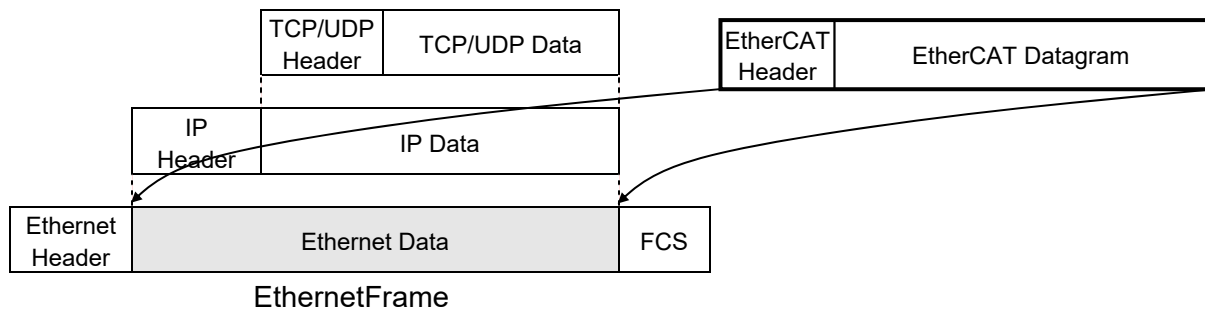 TCP/UDP
Header
TCP/UDP Data
EtherCAT
Header
EtherCAT Datagram
IP
Header
IP Data
Ethernet
Header
Ethernet Data
FCS
EthernetFrame